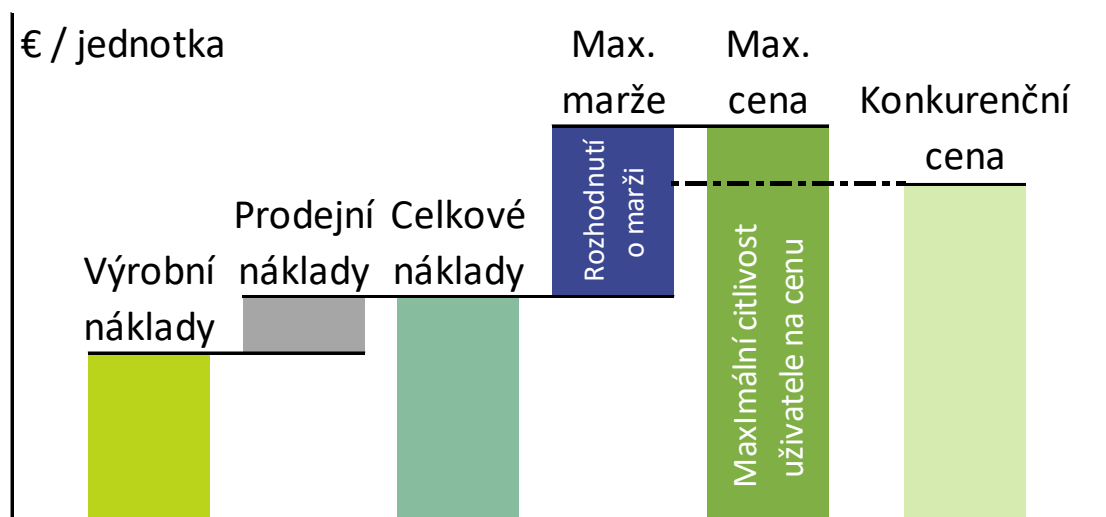 € / jednotka
Výrobní
náklady
Prodejní
náklady
Celkové
náklady
Max.
marže
Rozhodnutí
o marži
Max.
cena
MaxImální citlivost
uživatele na cenu
Konkurenční
cena